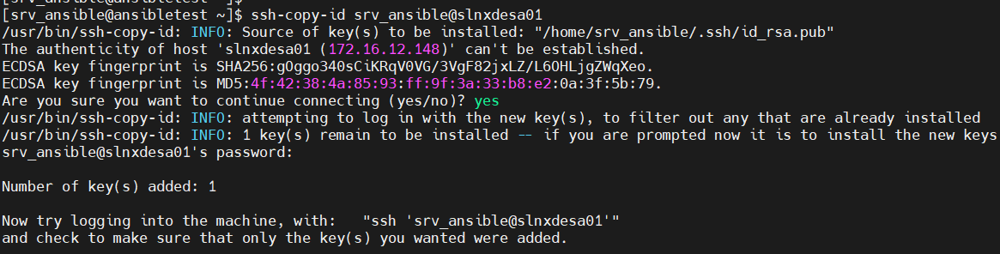 [srv_ansible@ansibletest ~]$
[srv_ansible@ansibletest ~]$ ssh-copy-id srv_ansible@slnxdesa01
/usr/bin/ssh-copy-id: INFO: Source of key(s) to be installed: "/home/srv_ansible/.ssh/id_rsa.pub"
The authenticity of host 'slnxdesa01 (172.16.12.148)' can't be established.
ECDSA key fingerprint is SHA256:gOggo340sCiKRqV0VG/3VgF82jxLZ/L6OHLjgZWqXeo.
ECDSA key fingerprint is MD5:4f:42:38:4a:85:93:ff:9f:3a:33:b8:e2:0a:3f:5b:79.
Are you sure you want to continue connecting (yes/no)? yes
/usr/bin/ssh-copy-id: INFO: attempting to log in with the new key(s), to filter out any that are already installed
/usr/bin/ssh-copy-id: INFO: 1 key(s) remain to be installed -- if you are prompted now it is to install the new keys
srv_ansible@slnxdesa01's password:
Number of key(s) added: 1
Now try logging into the machine, with:   "ssh 'srv_ansible@slnxdesa01'"
and check to make sure that only the key(s) you wanted were added.